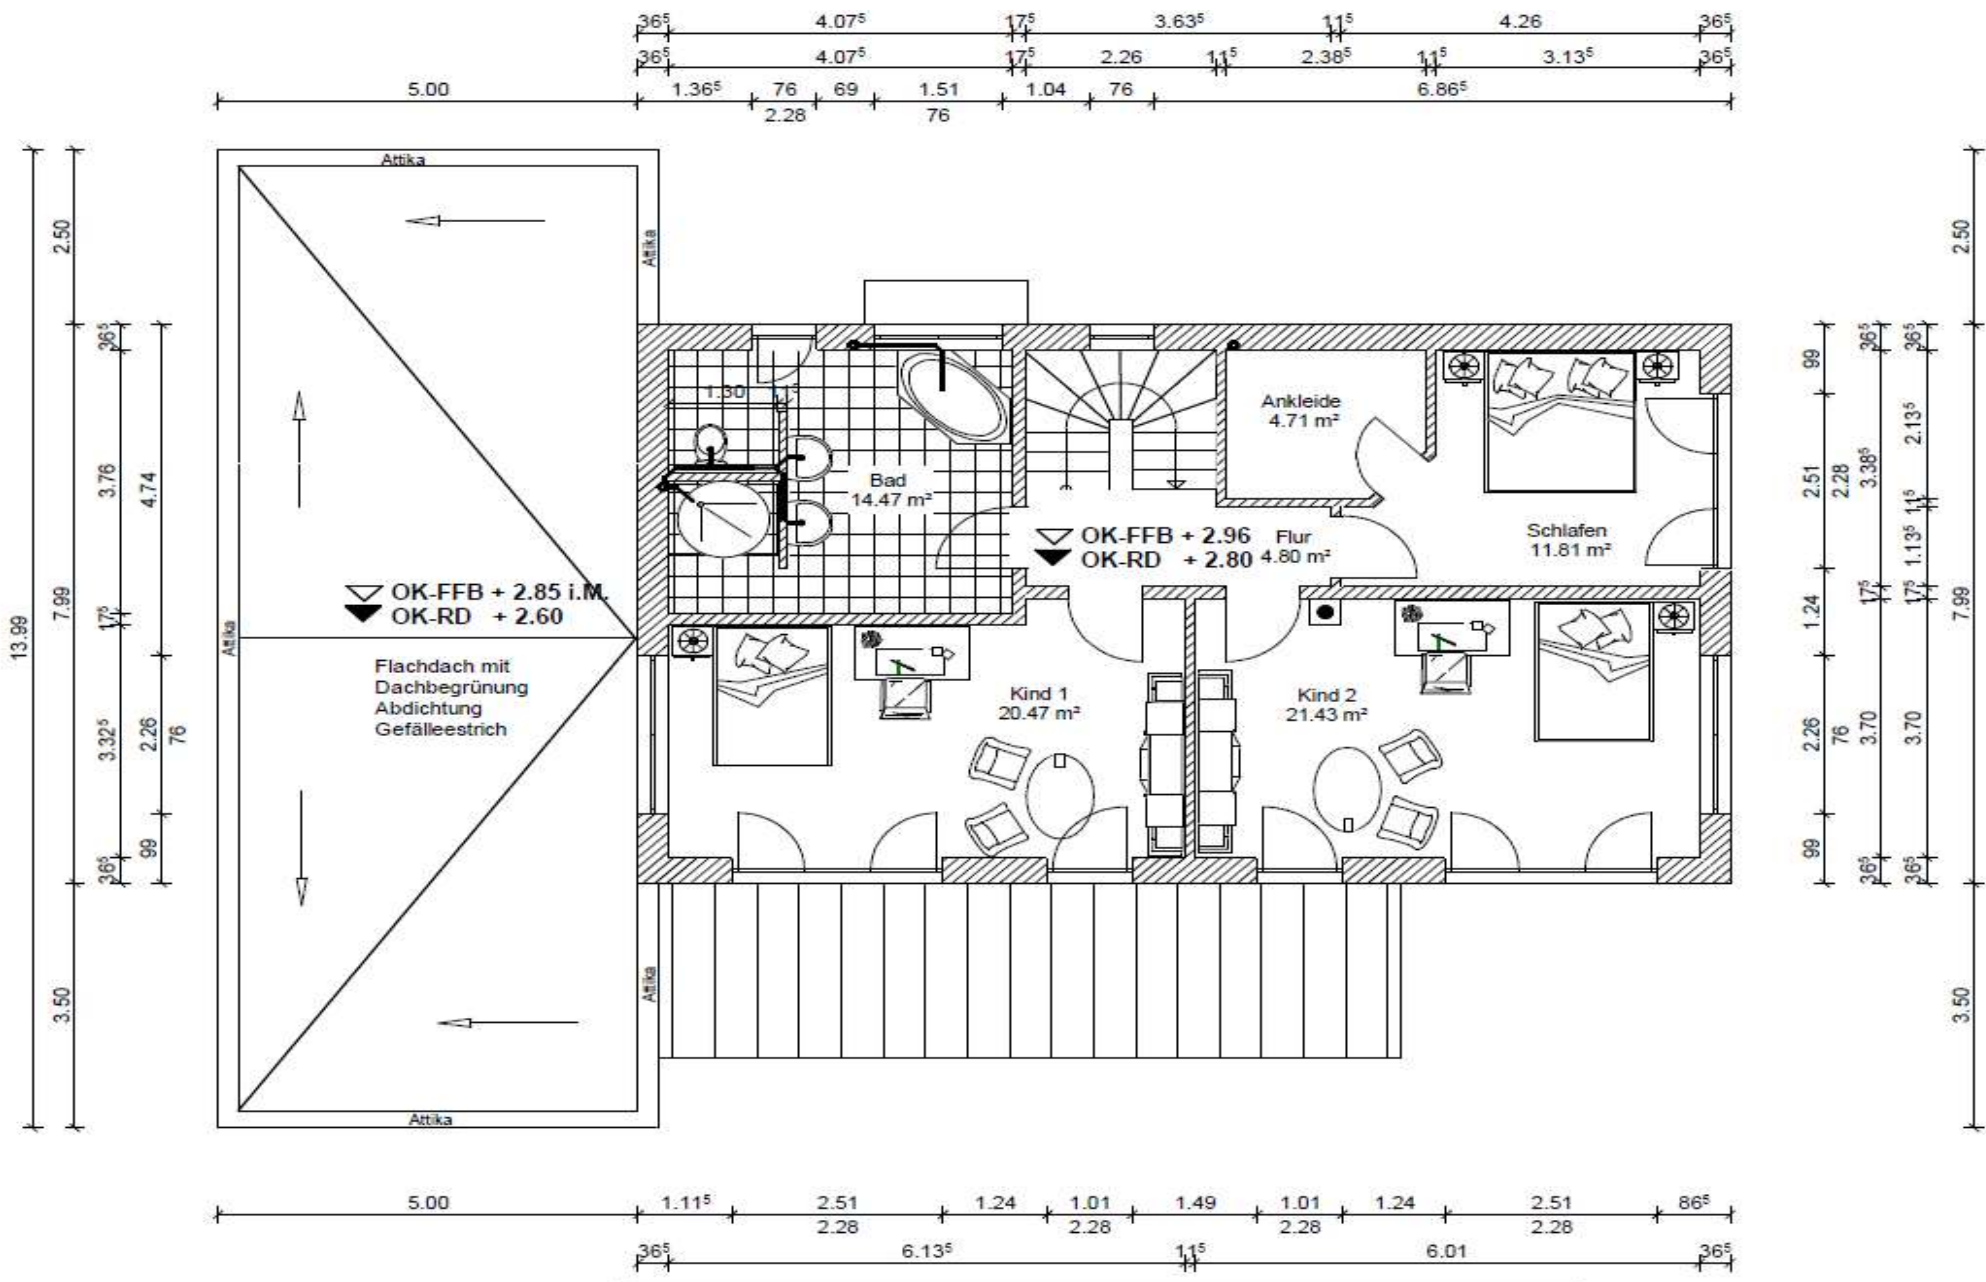 36⁵ 4.07⁵ 17⁵ 3.63⁵ 11⁵ 4.26 36⁵
36⁵ 4.07⁵ 17⁵ 2.26 11⁵ 2.38⁵ 11⁵ 3.13⁵ 36⁵
5.00 1.36⁵ 76 69 1.51 1.04 76 6.86⁵
2.28 76
Attika
2.50
Attika
2.50
13.99
7.99
3.50
36⁵
3.76
17⁵
3.32⁵
36⁵
4.74
2.26
76
99
1.30 11⁵
Ankleide
4.71 m²
Bad
14.47 m²
Schlafen
11.81 m²
OK-FFB + 2.96 Flur
OK-RD + 2.80 4.80 m²
OK-FFB + 2.85 i.M.
OK-RD + 2.60
Attika
Flachdach mit
Dachbegrünung
Abdichtung
Gefälleestrich
Kind 1
20.47 m²
Kind 2
21.43 m²
99
2.51
2.28
1.24
2.26
76
99
36⁵
3.38⁵
17⁵
3.70
36⁵
36⁵
2.13⁵
11⁵
1.13⁵
17⁵
3.70
36⁵
7.99
3.50
Attika
Attika
5.00 1.11⁵ 2.51 1.24 1.01 1.49 1.01 1.24 2.51 86⁵
2.28 2.28 2.28 2.28
36⁵ 6.13⁵ 11⁵ 6.01 36⁵